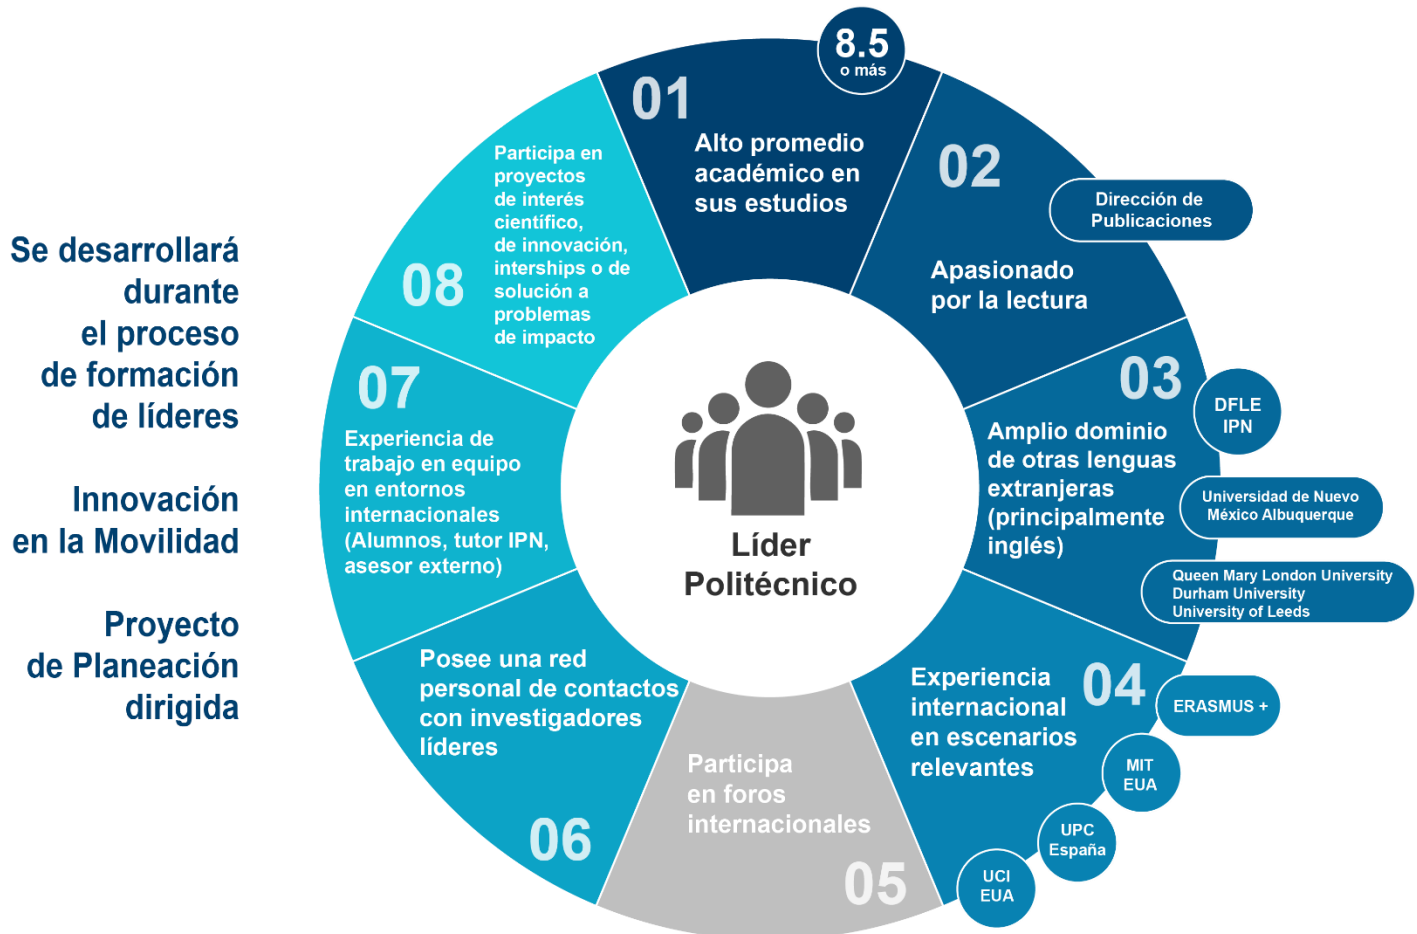 Se desarrollará
durante
el proceso
de formación
de líderes
Innovación
en la Movilidad
Proyecto
de Planeación
dirigida
01
8.5
o más
Alto promedio
académico en
sus estudios
02
Dirección de
Publicaciones
Apasionado
por la lectura
03
DFLE
IPN
Amplio dominio
de otras lenguas
extranjeras
(principalmente
inglés)
Universidad de Nuevo
México Albuquerque
Queen Mary London University
Durham University
University of Leeds
04
Experiencia
internacional
en escenarios
relevantes
ERASMUS +
MIT
EUA
UPC
España
UCI
EUA
05
Participa
en foros
internacionales
06
Posee una red
personal de contactos
con investigadores
líderes
07
Experiencia de
trabajo en equipo
en entornos
internacionales
(Alumnos, tutor IPN,
asesor externo)
08
Participa en
proyectos
de interés
científico,
de innovación,
interships o de
solución a
problemas
de impacto
Líder
Politécnico